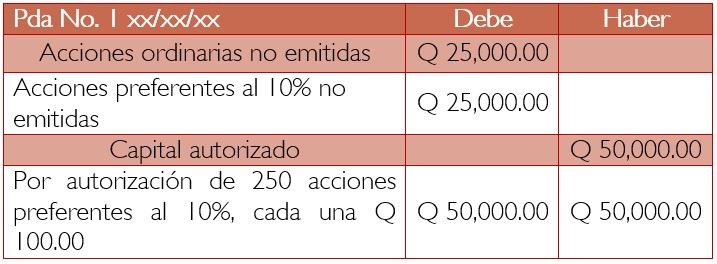 Pda No. 1 xx/xx/xx Debe Haber
Acciones ordinarias no emitidas Q 25,000.00
Acciones preferentes al 10% no
emitidas Q 25,000.00
Capital autorizado Q 50,000.00
Por autorización de 250 acciones
preferentes al 10%, cada una Q
100.00 Q 50,000.00 Q 50,000.00